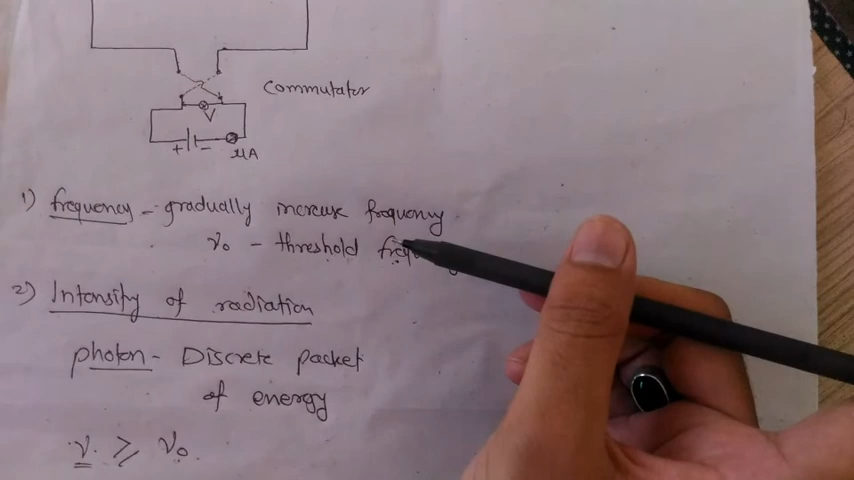 Commutator
V
+ -
μA
1) frequency - gradually increase frequency
ν₀ - threshold
2) Intensity of radiation
photon - Discrete packet
of energy
ν ≥ ν₀